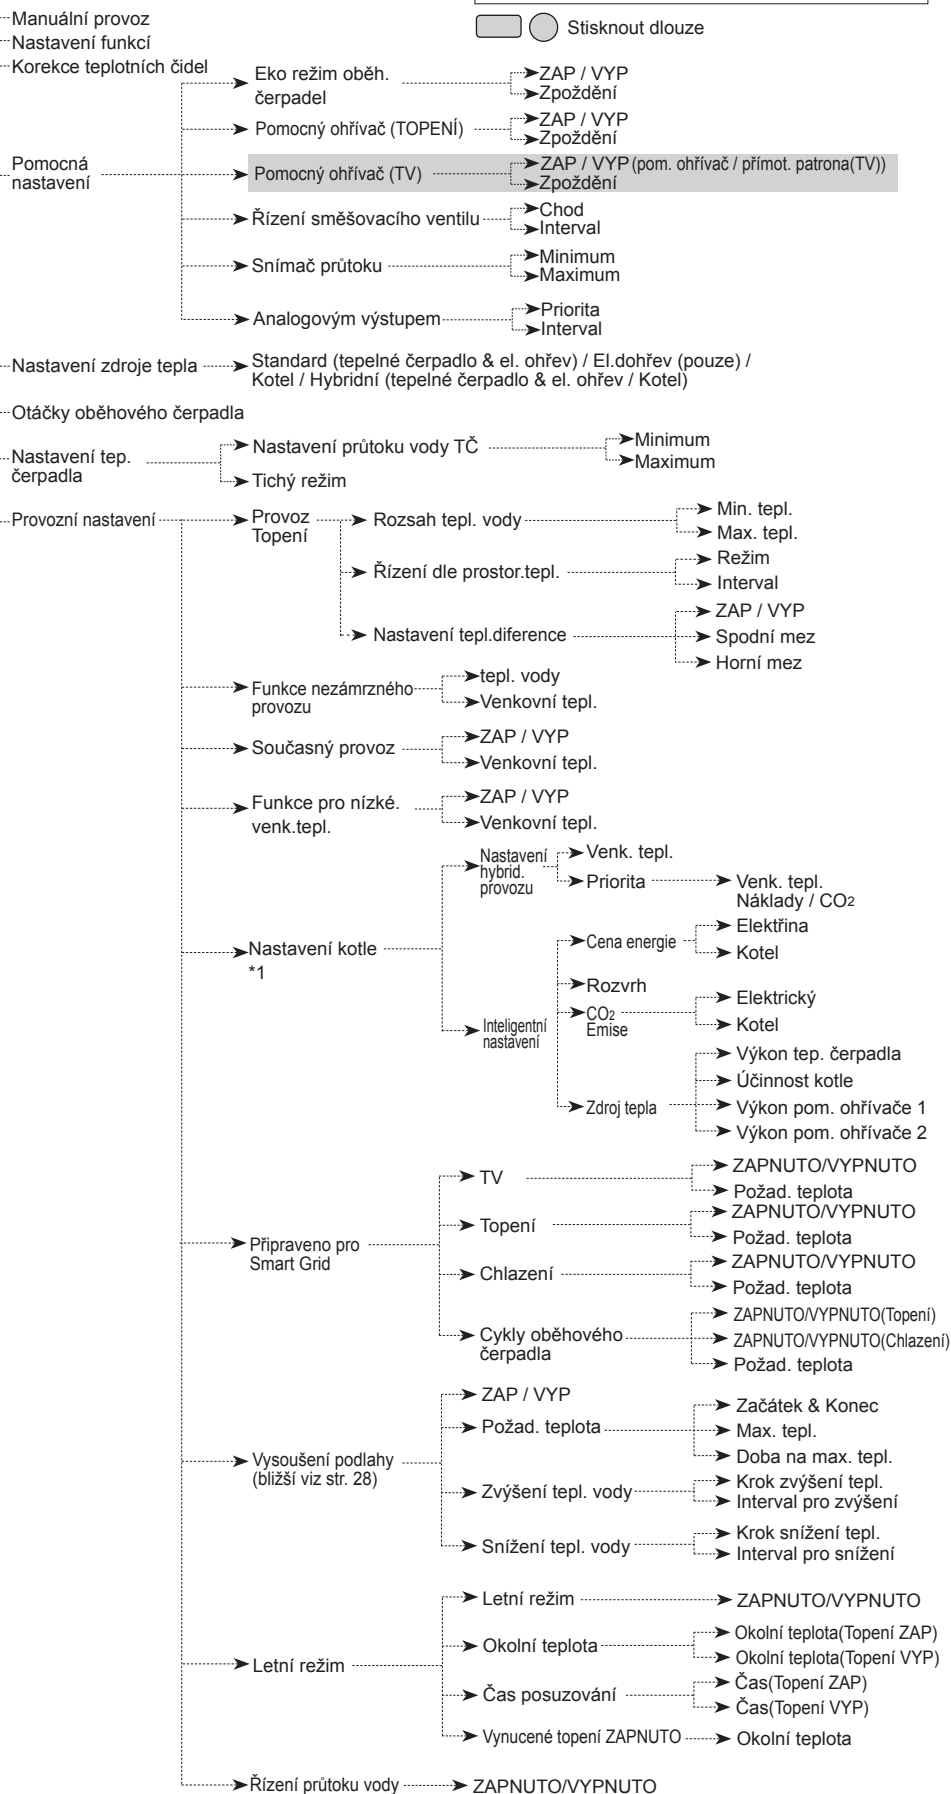 Stisknout dlouze
Manuální provoz
Nastavení funkcí
Korekce teplotních čidel
Pomocná
nastavení
Eko režim oběh.
čerpadel
ZAP / VYP
Zpoždění
Pomocný ohřívač (TOPENÍ)
ZAP / VYP
Zpoždění
Pomocný ohřívač (TV)
ZAP / VYP (pom. ohřívač / přímot. patrona(TV))
Zpoždění
Řízení směšovacího ventilu
Chod
Interval
Snímač průtoku
Minimum
Maximum
Analogovým výstupem
Priorita
Interval
Nastavení zdroje tepla
Standard (tepelné čerpadlo & el. ohřev) / El.dohřev (pouze) /
Kotel / Hybridní (tepelné čerpadlo & el. ohřev / Kotel)
Otáčky oběhového čerpadla
Nastavení tep.
čerpadla
Nastavení průtoku vody TČ
Minimum
Maximum
Tichý režim
Provozní nastavení
Provoz
Topení
Rozsah tepl. vody
Min. tepl.
Max. tepl.
Řízení dle prostor.tepl.
Režim
Interval
Nastavení tepl.diference
ZAP / VYP
Spodní mez
Horní mez
Funkce nezámrzného
provozu
tepl. vody
Venkovní tepl.
Současný provoz
ZAP / VYP
Venkovní tepl.
Funkce pro nízké.
venk.tepl.
ZAP / VYP
Venkovní tepl.
Nastavení kotle
*1
Nastavení
hybrid.
provozu
Venk. tepl.
Priorita
Venk. tepl.
Náklady / CO2
Inteligentní
nastavení
Cena energie
Elektřina
Kotel
Rozvrh
CO2
Emise
Elektrický
Kotel
Zdroj tepla
Výkon tep. čerpadla
Účinnost kotle
Výkon pom. ohřívače 1
Výkon pom. ohřívače 2
Připraveno pro
Smart Grid
TV
ZAPNUTO/VYPNUTO
Požad. teplota
Topení
ZAPNUTO/VYPNUTO
Požad. teplota
Chlazení
ZAPNUTO/VYPNUTO
Požad. teplota
Cykly oběhového
čerpadla
ZAPNUTO/VYPNUTO(Topení)
ZAPNUTO/VYPNUTO(Chlazení)
Požad. teplota
Vysoušení podlahy
(bližší viz str. 28)
ZAP / VYP
Požad. teplota
Začátek & Konec
Max. tepl.
Doba na max. tepl.
Zvýšení tepl. vody
Krok zvýšení tepl.
Interval pro zvýšení
Snížení tepl. vody
Krok snížení tepl.
Interval pro snížení
Letní režim
Letní režim
ZAPNUTO/VYPNUTO
Okolní teplota
Okolní teplota(Topení ZAP)
Okolní teplota(Topení VYP)
Čas posuzování
Čas(Topení ZAP)
Čas(Topení VYP)
Vynucené topení ZAPNUTO
Okolní teplota
Řízení průtoku vody
ZAPNUTO/VYPNUTO